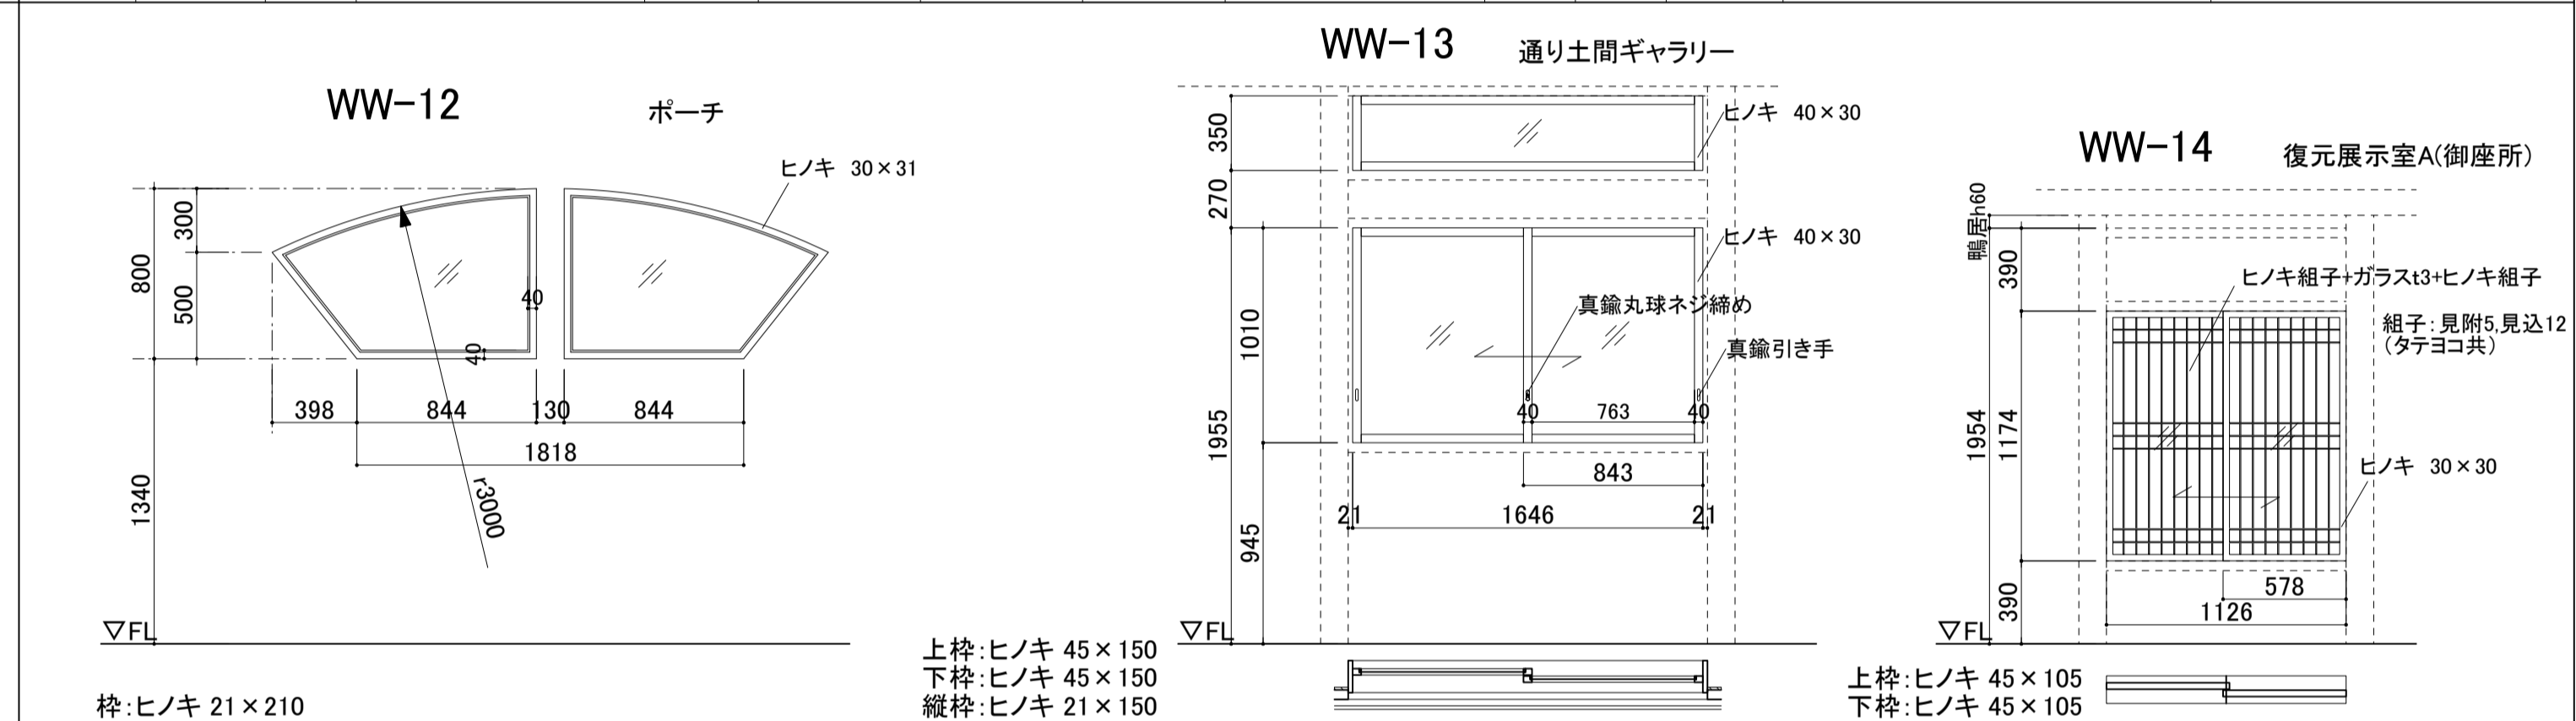 WW-12 ポーチ
ヒノキ 30×31
300
800
500
40
40
398 844 130 844
1818
1340
r3000
▽FL
枠:ヒノキ 21×210
WW-13 通り土間ギャラリー
ヒノキ 40×30
350
270
ヒノキ 40×30
真鍮丸球ネジ締め
真鍮引き手
1010
1955
40 763 40
843
21 1646 21
945
▽FL
上枠:ヒノキ 45×150
下枠:ヒノキ 45×150
縦枠:ヒノキ 21×150
WW-14 復元展示室A(御座所)
鴨居h60
390
ヒノキ組子+ガラスt3+ヒノキ組子
組子:見附5,見込12
(タテヨコ共)
1954
1174
ヒノキ 30×30
390
578
1126
▽FL
上枠:ヒノキ 45×105
下枠:ヒノキ 45×105